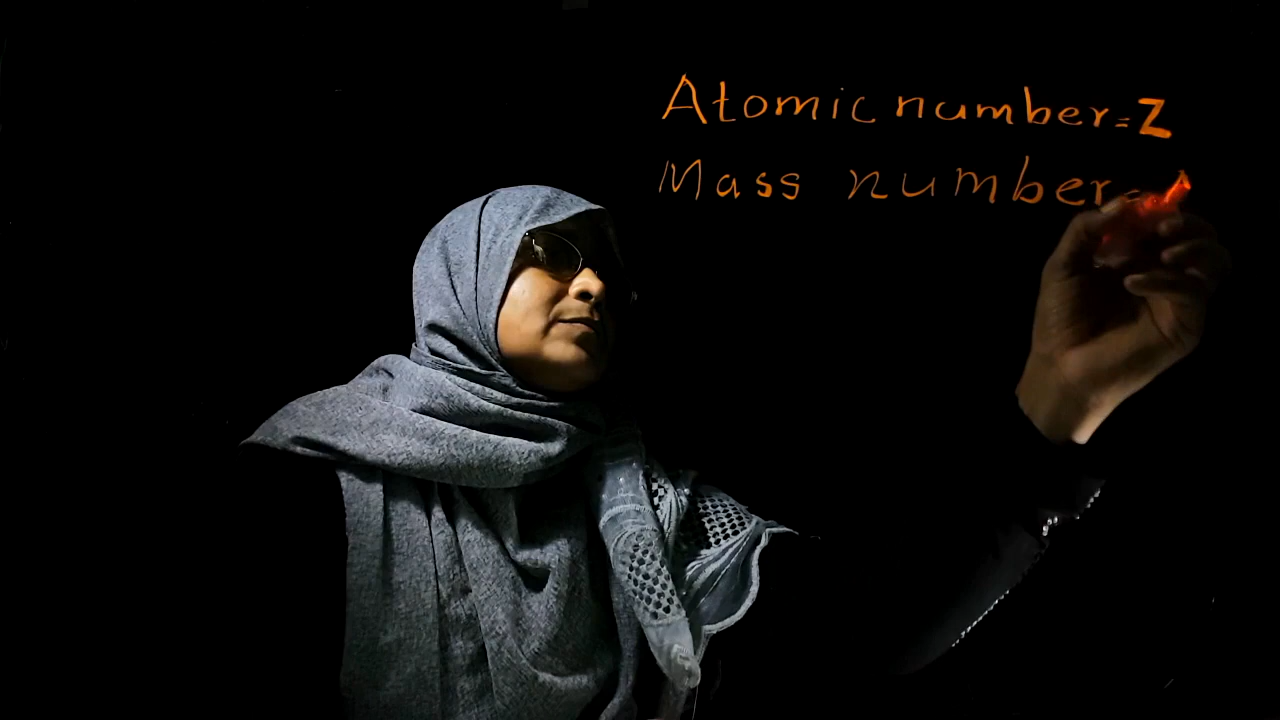 Atomic number = Z
Mass number =